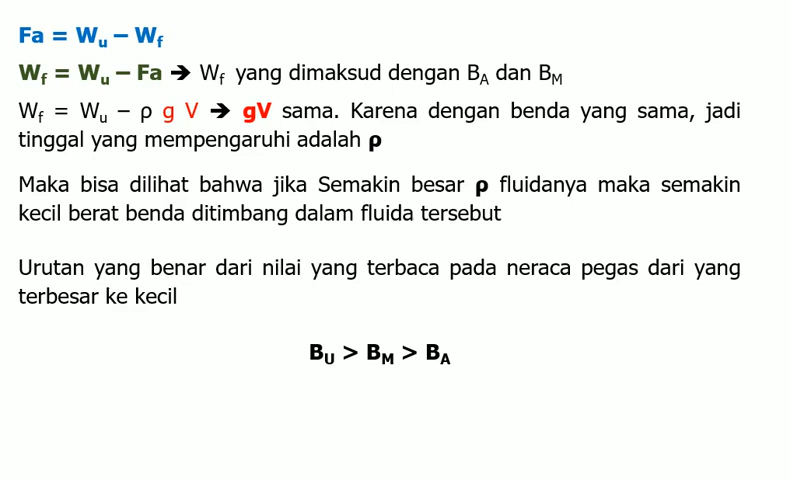 Fa = Wu – Wf
Wf = Wu – Fa ➔ Wf yang dimaksud dengan BA dan BM
Wf = Wu – ρ g V ➔ gV sama. Karena dengan benda yang sama, jadi
tinggal yang mempengaruhi adalah ρ
Maka bisa dilihat bahwa jika Semakin besar ρ fluidanya maka semakin
kecil berat benda ditimbang dalam fluida tersebut
Urutan yang benar dari nilai yang terbaca pada neraca pegas dari yang
terbesar ke kecil
BU > BM > BA